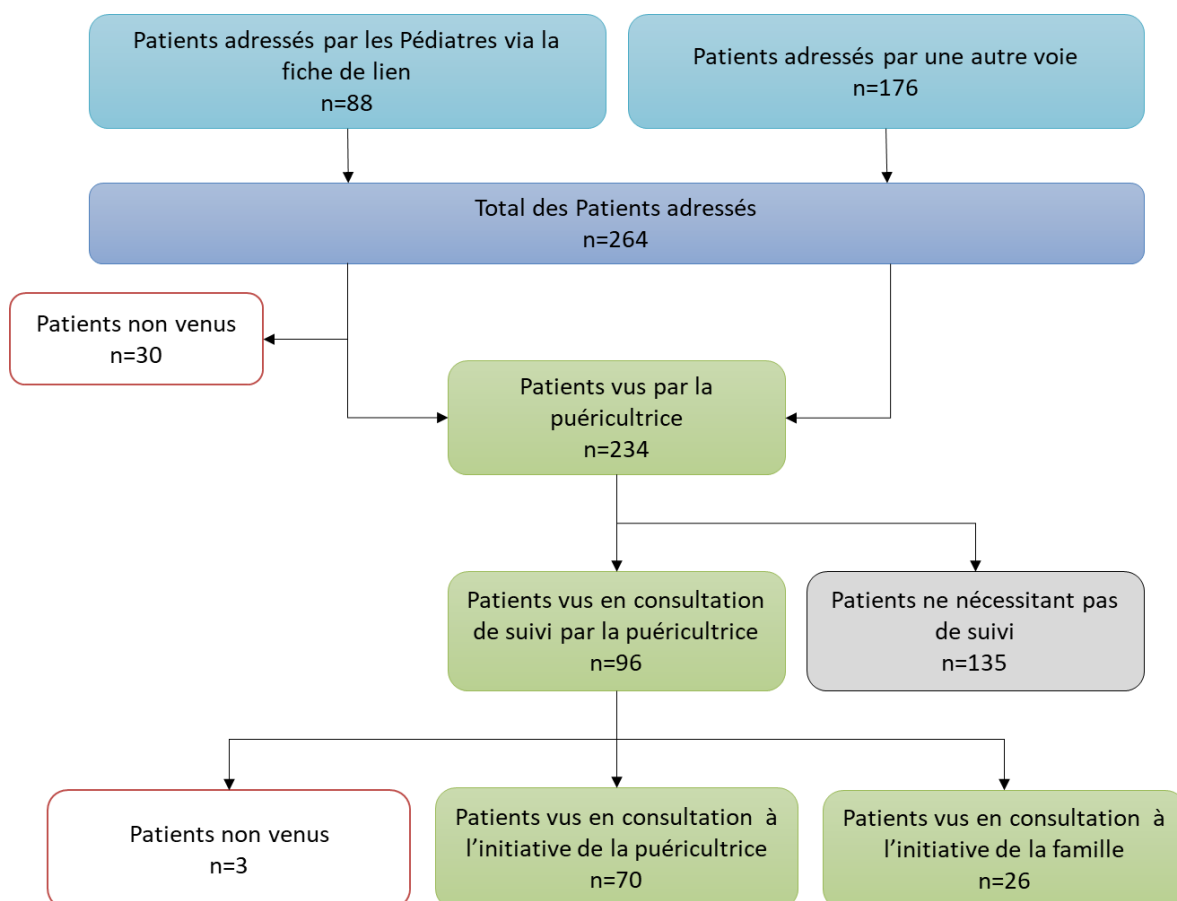 Patients adressés par les Pédiatres via la
fiche de lien
n=88
Patients adressés par une autre voie
n=176
Total des Patients adressés
n=264
Patients non venus
n=30
Patients vus par la
puéricultrice
n=234
Patients vus en consultation
de suivi par la puéricultrice
n=96
Patients ne nécessitant pas
de suivi
n=135
Patients non venus
n=3
Patients vus en consultation à
l’initiative de la puéricultrice
n=70
Patients vus en consultation à
l’initiative de la famille
n=26